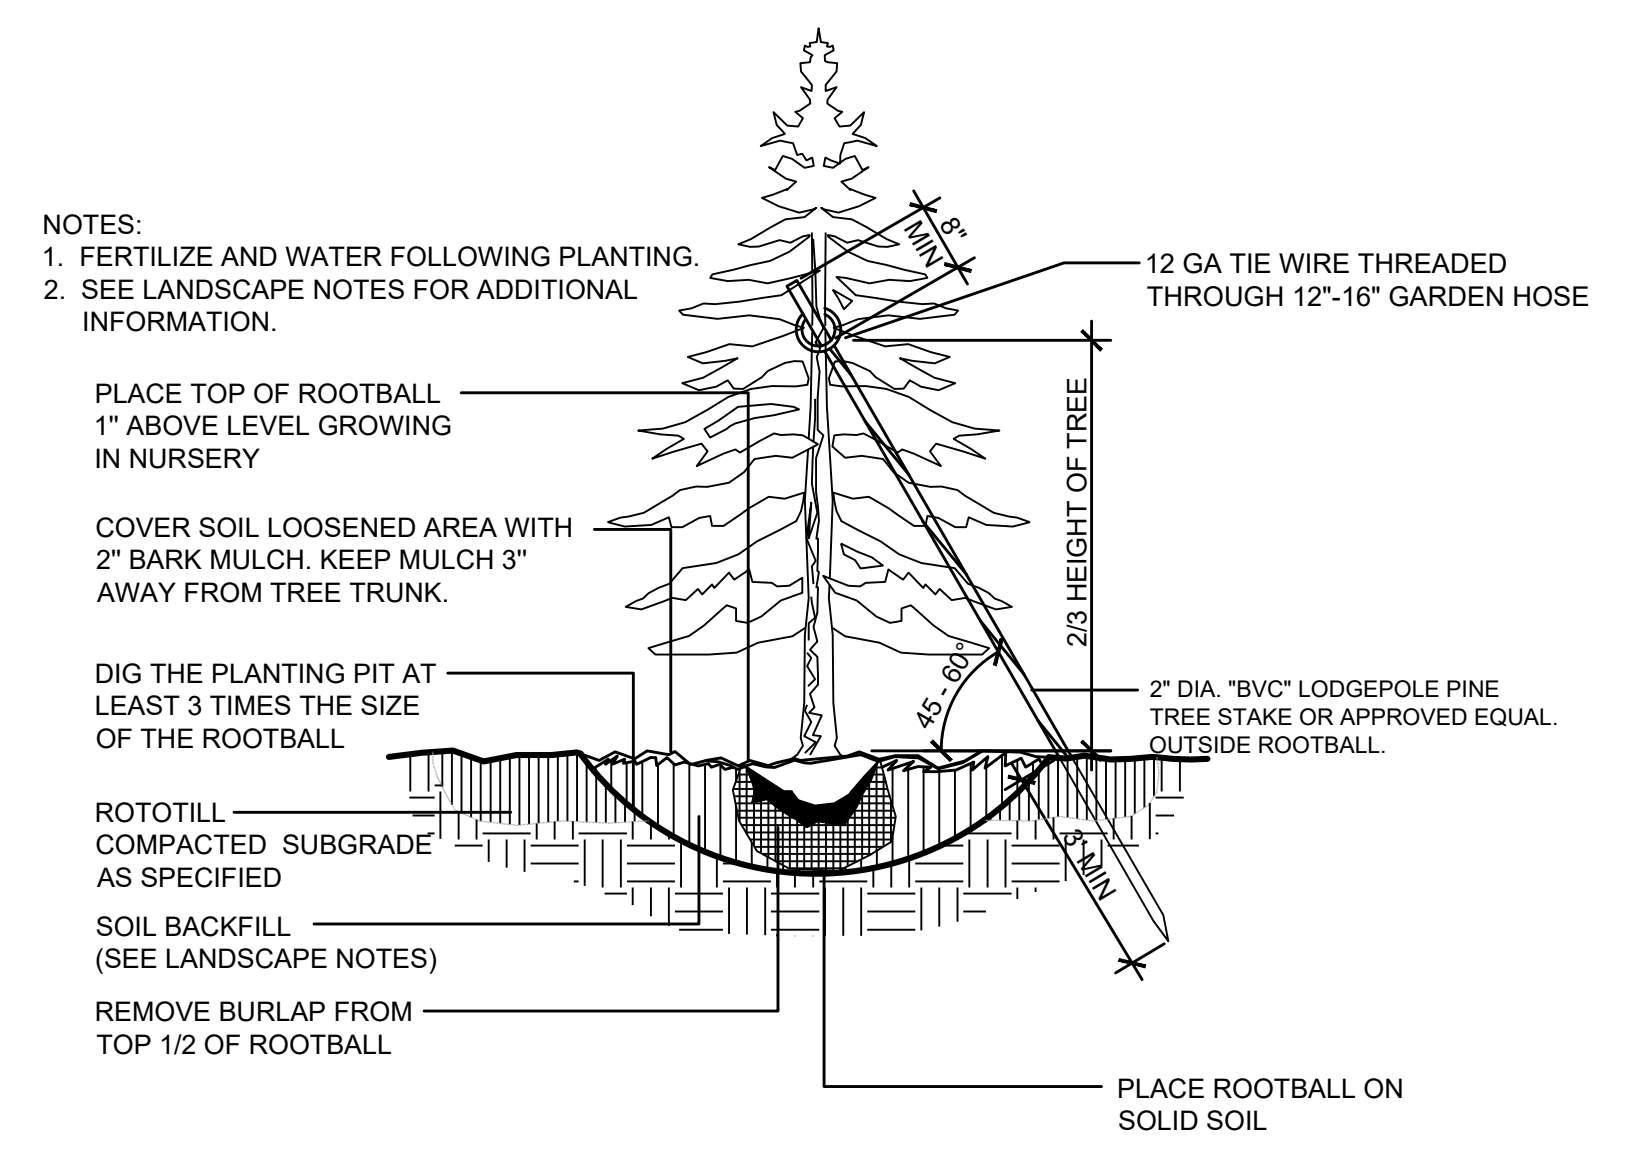 NOTES:
1. FERTILIZE AND WATER FOLLOWING PLANTING.
2. SEE LANDSCAPE NOTES FOR ADDITIONAL
INFORMATION.
PLACE TOP OF ROOTBALL
1" ABOVE LEVEL GROWING
IN NURSERY
COVER SOIL LOOSENED AREA WITH
2" BARK MULCH. KEEP MULCH 3"
AWAY FROM TREE TRUNK.
DIG THE PLANTING PIT AT
LEAST 3 TIMES THE SIZE
OF THE ROOTBALL
ROTOTILL
COMPACTED SUBGRADE
AS SPECIFIED
SOIL BACKFILL
(SEE LANDSCAPE NOTES)
REMOVE BURLAP FROM
TOP 1/2 OF ROOTBALL
8"
MIN
12 GA TIE WIRE THREADED
THROUGH 12"-16" GARDEN HOSE
2/3 HEIGHT OF TREE
45 - 60°
2" DIA. "BVC" LODGEPOLE PINE
TREE STAKE OR APPROVED EQUAL.
OUTSIDE ROOTBALL.
3' MIN
PLACE ROOTBALL ON
SOLID SOIL